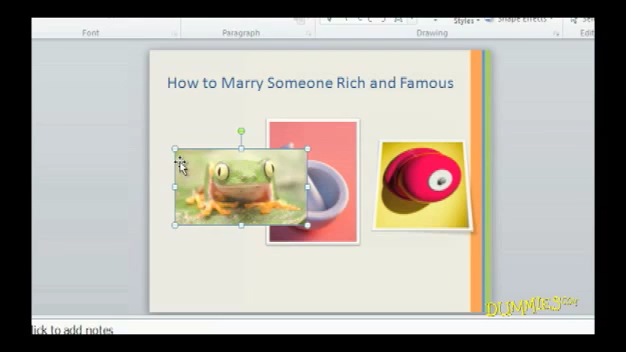 Styles
Shape Effects
Font
Paragraph
Drawing
How to Marry Someone Rich and Famous
DUMMIES.COM
lick to add notes